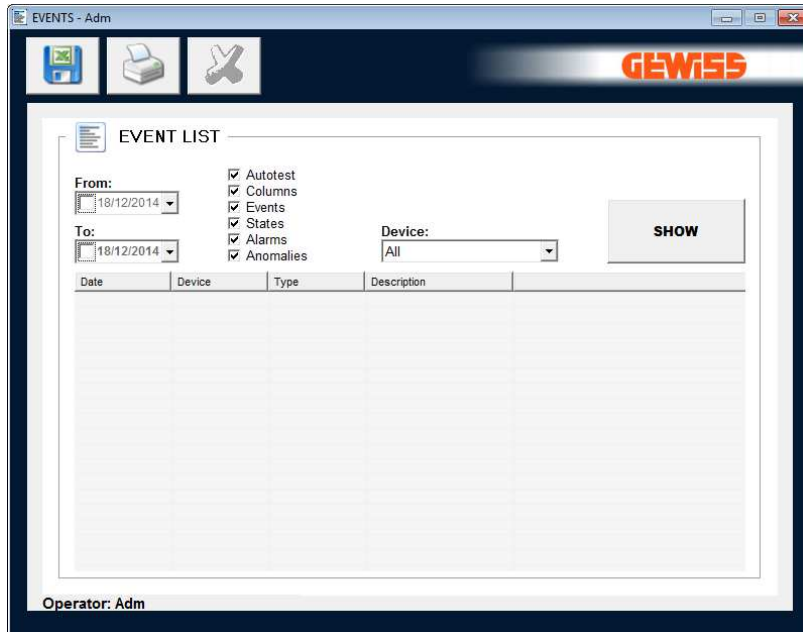 EVENTS - Adm
GEWISS
EVENT LIST
From:
18/12/2014
To:
18/12/2014
Autotest
Columns
Events
States
Alarms
Anomalies
Device:
All
SHOW
Date Device Type Description
Operator: Adm